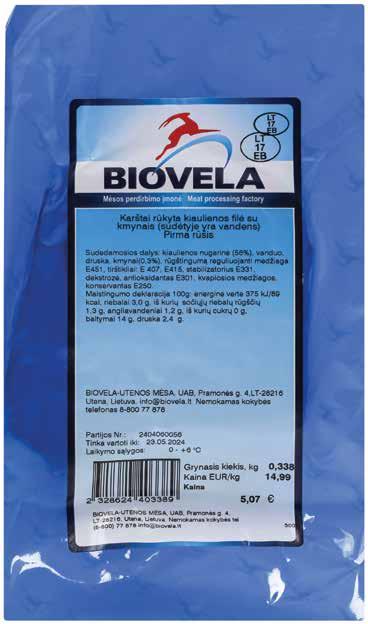 LT
17
EB
LT
17
EB
BIOVELA
Mėsos perdirbimo įmonė Meat processing factory
Karštai rūkyta kiaulienos filė su
kmynais (sudėtyje yra vandens)
Pirma rūšis
Sudedamosios dalys: kiaulienos nugarinė (56%), vanduo,
druska, kmynai(0,3%), rūgštingumą reguliuojanti medžiaga
E451, tirštikliai: E 407, E415, stabilizatorius E331,
dekstrozė, antioksidantas E301, kvapiosios medžiagos,
konservantas E250.
Maistingumo deklaracija 100g: energinė vertė 375 kJ/89
kcal, riebalai 3,0 g, iš kurių sočiųjų riebalų rūgščių
1,3 g, angliavandeniai 1,2 g, iš kurių cukrų 0 g,
baltymai 14 g, druska 2,4 g.
BIOVELA-UTENOS MĖSA, UAB, Pramonės g. 4,LT-28216
Utena, Lietuva, info@biovela.lt. Nemokamas kokybės
telefonas 8-800 77 878
Partijos Nr.: 2404060056
Tinka vartoti iki: 23.05.2024
Laikymo sąlygos: 0 - +6 °C
Grynasis kiekis, kg 0,338
Kaina EUR/kg 14,99
Kaina
5,07 €
2 328624 403389
BIOVELA-UTENOS MĖSA, UAB, Pramonės g. 4,
LT-28216, Utena, Lietuva. Nemokamas kokybės tel
(8-800) 77 878 info@biovela.lt